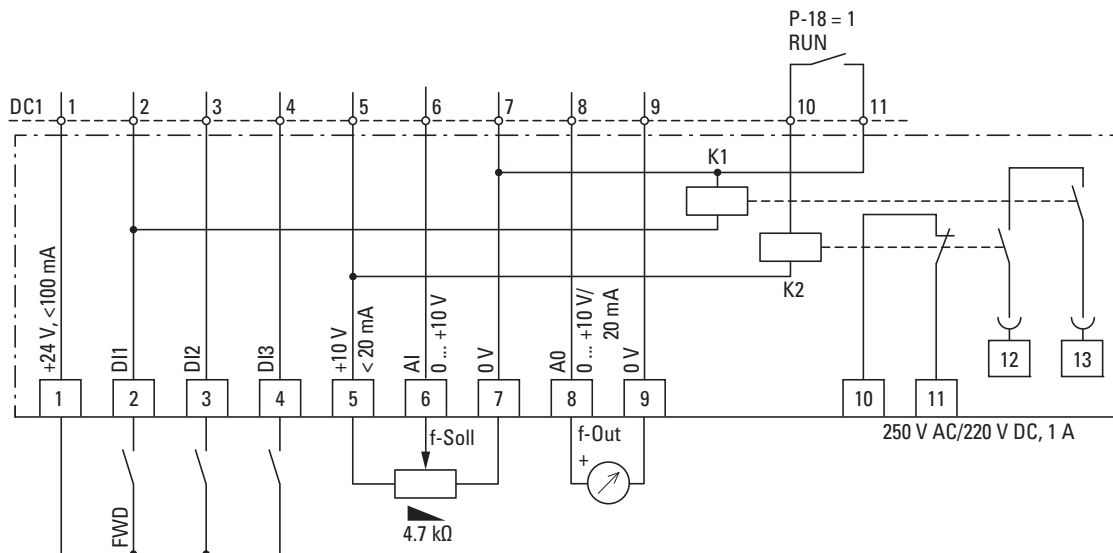 P-18 = 1
RUN
DC1 1 2 3 4 5 6 7 8 9 10 11
K1
K2
+24 V, <100 mA
DI1
DI2
DI3
+10 V
< 20 mA
AI
0 ... +10 V
0 V
A0
0 ... +10 V/
20 mA
0 V
12 13
1 2 3 4 5 6 7 8 9 10 11
250 V AC/220 V DC, 1 A
f-Soll
f-Out
+
FWD
4.7 kΩ